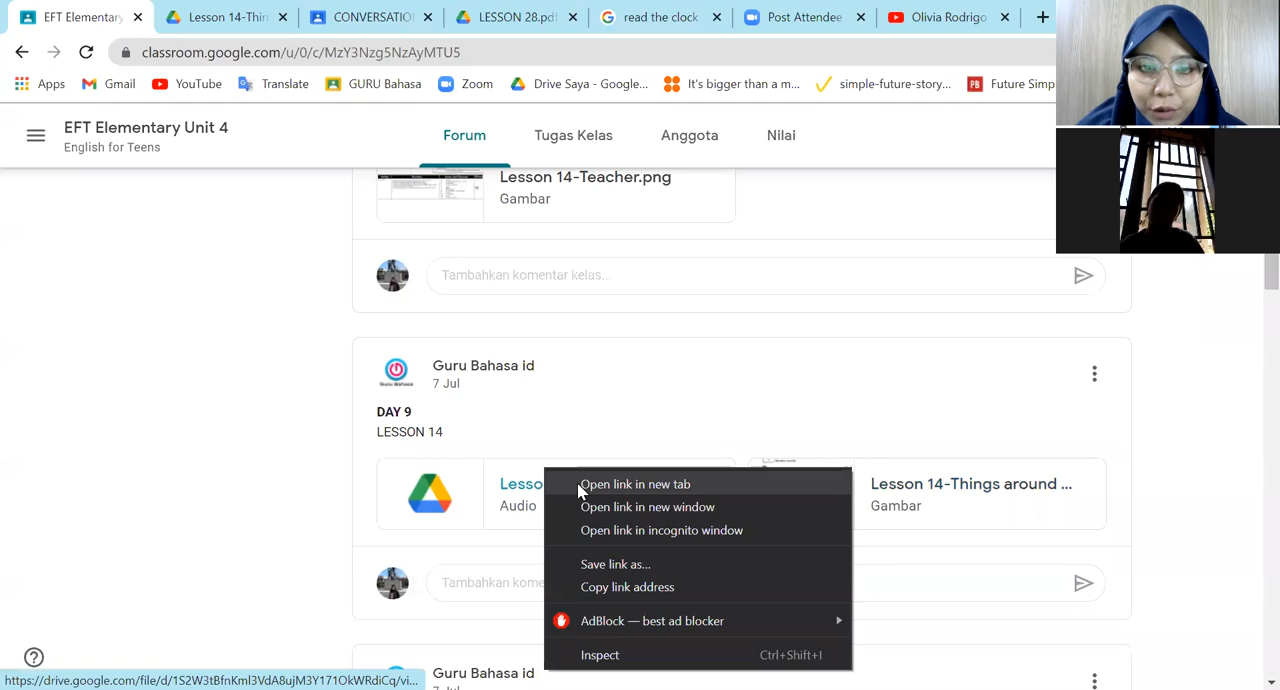 EFT Elementary
Lesson 14-Thin
CONVERSATIO
LESSON 28.pdf
read the clock
Post Attendee
Olivia Rodrigo
classroom.google.com/u/0/c/MzY3Nzg5NzAyMTU5
Apps
Gmail
YouTube
Translate
GURU Bahasa
Zoom
Drive Saya - Google...
It's bigger than a m...
simple-future-story...
PB
Future Simp
EFT Elementary Unit 4
English for Teens
Forum
Tugas Kelas
Anggota
Nilai
Lesson 14-Teacher.png
Gambar
Tambahkan komentar kelas...
Guru Bahasa id
7 Jul
DAY 9
LESSON 14
Lesso
Audio
Lesson 14-Things around ...
Gambar
Open link in new tab
Open link in new window
Open link in incognito window
Save link as...
Copy link address
AdBlock — best ad blocker
Inspect Ctrl+Shift+I
Tambahkan kome
Guru Bahasa id
https://drive.google.com/file/d/1S2W3tBfnKml3VdA8ujM3Y171OkWRdiCq/vi...